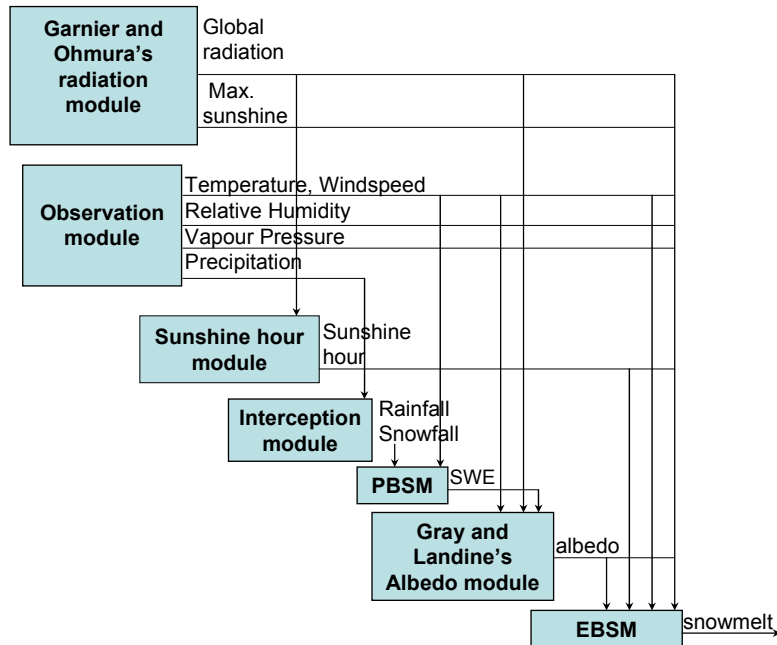 Garnier and
Ohmura's
radiation
module
Global
radiation
Max.
sunshine
Observation
module
Temperature, Windspeed
Relative Humidity
Vapour Pressure
Precipitation
Sunshine hour
module
Sunshine
hour
Interception
module
Rainfall
Snowfall
PBSM
SWE
Gray and
Landine's
Albedo module
albedo
EBSM
snowmelt